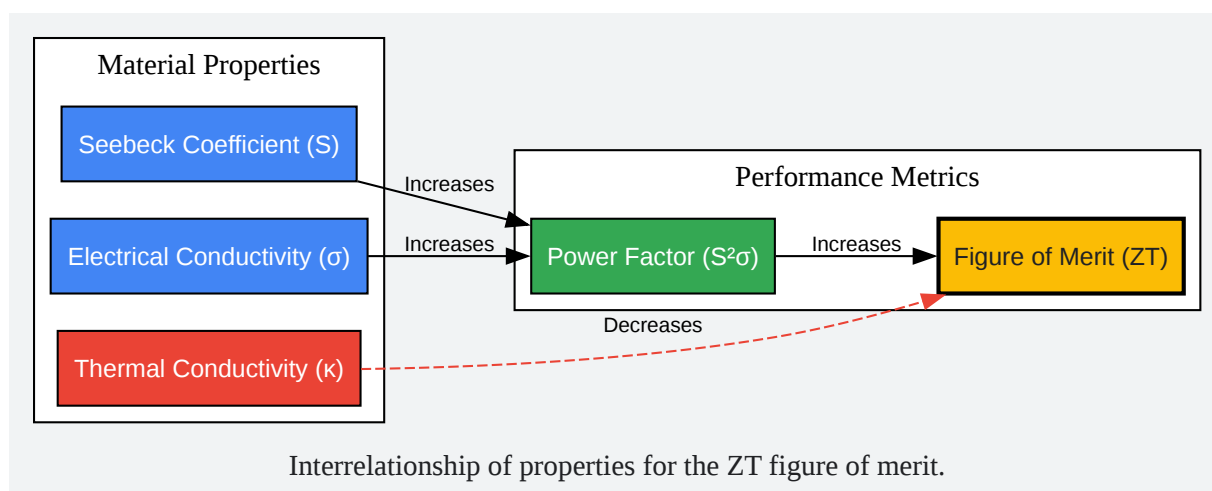 Material Properties
Seebeck Coefficient (S)
Electrical Conductivity (σ)
Thermal Conductivity (κ)
Increases
Increases
Performance Metrics
Power Factor (S²σ)
Increases
Figure of Merit (ZT)
Decreases
Interrelationship of properties for the ZT figure of merit.